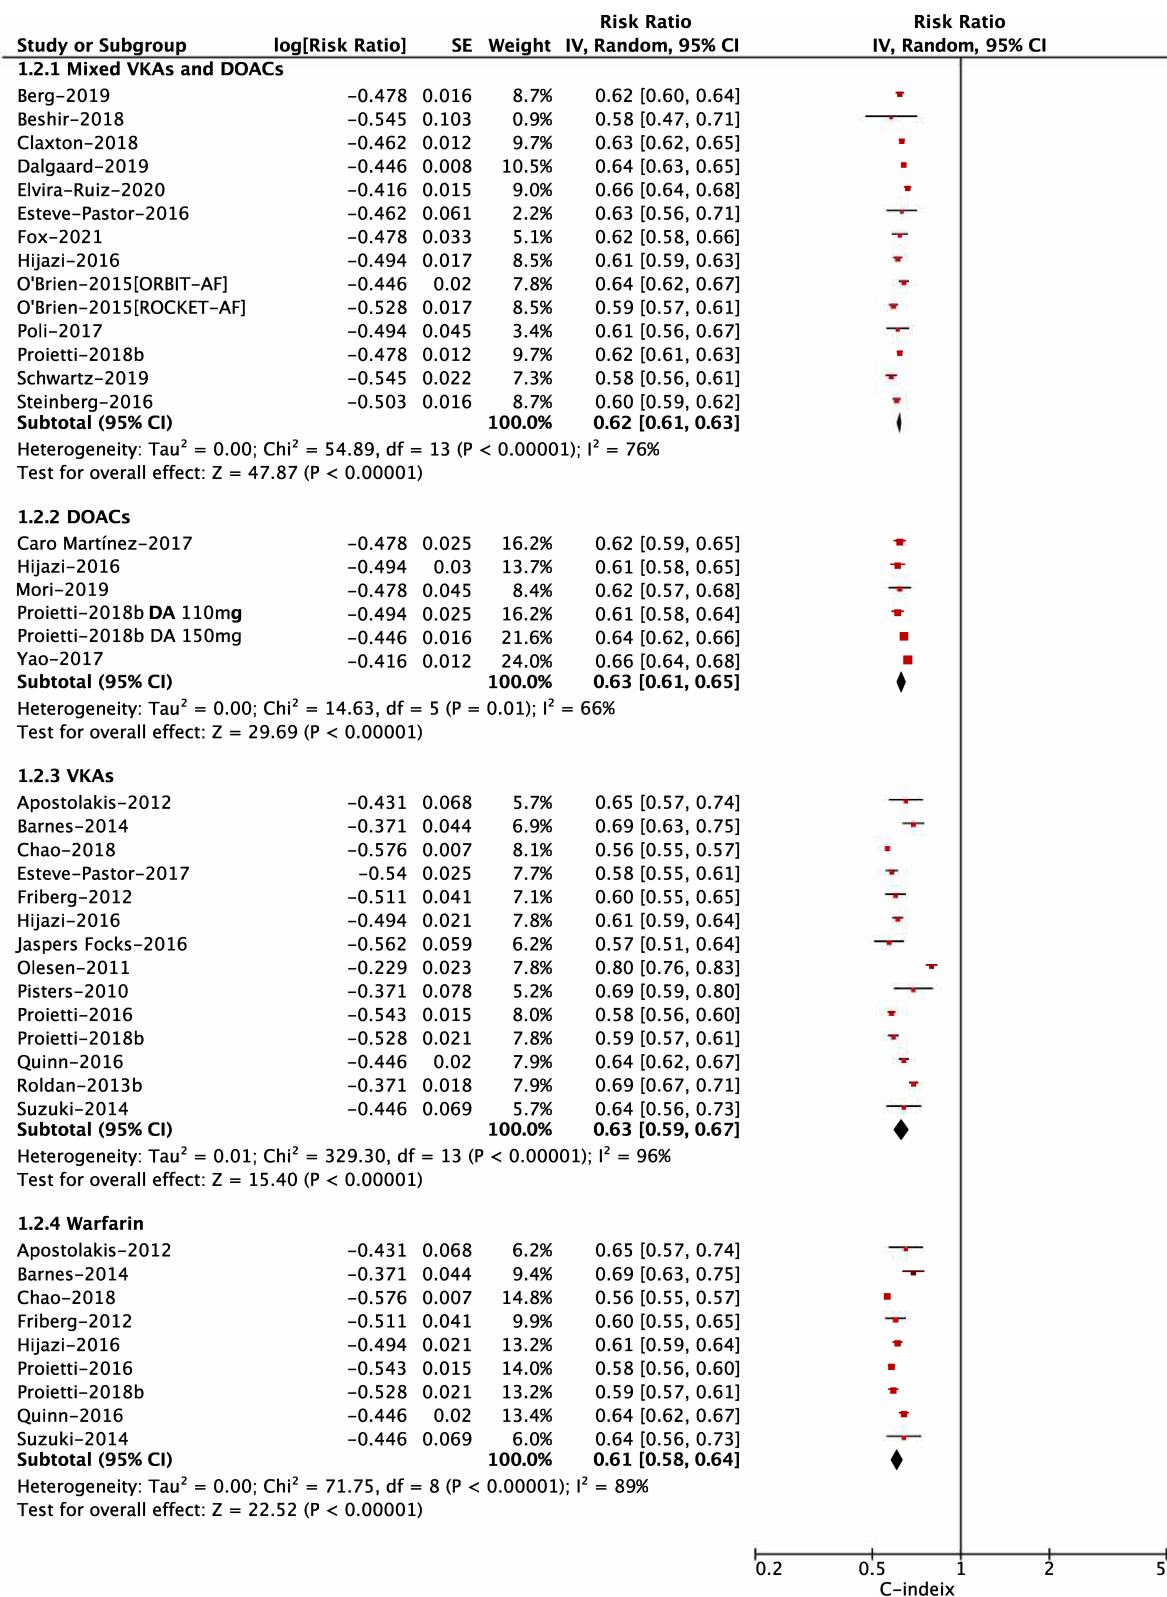 Risk Ratio Risk Ratio
Study or Subgroup log[Risk Ratio] SE Weight IV, Random, 95% CI IV, Random, 95% CI
1.2.1 Mixed VKAs and DOACs
Berg−2019 −0.478 0.016 8.7% 0.62 [0.60, 0.64]
Beshir−2018 −0.545 0.103 0.9% 0.58 [0.47, 0.71]
Claxton−2018 −0.462 0.012 9.7% 0.63 [0.62, 0.65]
Dalgaard−2019 −0.446 0.008 10.5% 0.64 [0.63, 0.65]
Elvira−Ruiz−2020 −0.416 0.015 9.0% 0.66 [0.64, 0.68]
Esteve−Pastor−2016 −0.462 0.061 2.2% 0.63 [0.56, 0.71]
Fox−2021 −0.478 0.033 5.1% 0.62 [0.58, 0.66]
Hijazi−2016 −0.494 0.017 8.5% 0.61 [0.59, 0.63]
O'Brien−2015[ORBIT−AF] −0.446 0.02 7.8% 0.64 [0.62, 0.67]
O'Brien−2015[ROCKET−AF] −0.528 0.017 8.5% 0.59 [0.57, 0.61]
Poli−2017 −0.494 0.045 3.4% 0.61 [0.56, 0.67]
Proietti−2018b −0.478 0.012 9.7% 0.62 [0.61, 0.63]
Schwartz−2019 −0.545 0.022 7.3% 0.58 [0.56, 0.61]
Steinberg−2016 −0.503 0.016 8.7% 0.60 [0.59, 0.62]
Subtotal (95% CI) 100.0% 0.62 [0.61, 0.63]
Heterogeneity: Tau² = 0.00; Chi² = 54.89, df = 13 (P < 0.00001); I² = 76%
Test for overall effect: Z = 47.87 (P < 0.00001)
1.2.2 DOACs
Caro Martínez−2017 −0.478 0.025 16.2% 0.62 [0.59, 0.65]
Hijazi−2016 −0.494 0.03 13.7% 0.61 [0.58, 0.65]
Mori−2019 −0.478 0.045 8.4% 0.62 [0.57, 0.68]
Proietti−2018b DA 110mg −0.494 0.025 16.2% 0.61 [0.58, 0.64]
Proietti−2018b DA 150mg −0.446 0.016 21.6% 0.64 [0.62, 0.66]
Yao−2017 −0.416 0.012 24.0% 0.66 [0.64, 0.68]
Subtotal (95% CI) 100.0% 0.63 [0.61, 0.65]
Heterogeneity: Tau² = 0.00; Chi² = 14.63, df = 5 (P = 0.01); I² = 66%
Test for overall effect: Z = 29.69 (P < 0.00001)
1.2.3 VKAs
Apostolakis−2012 −0.431 0.068 5.7% 0.65 [0.57, 0.74]
Barnes−2014 −0.371 0.044 6.9% 0.69 [0.63, 0.75]
Chao−2018 −0.576 0.007 8.1% 0.56 [0.55, 0.57]
Esteve−Pastor−2017 −0.54 0.025 7.7% 0.58 [0.55, 0.61]
Friberg−2012 −0.511 0.041 7.1% 0.60 [0.55, 0.65]
Hijazi−2016 −0.494 0.021 7.8% 0.61 [0.59, 0.64]
Jaspers Focks−2016 −0.562 0.059 6.2% 0.57 [0.51, 0.64]
Olesen−2011 −0.229 0.023 7.8% 0.80 [0.76, 0.83]
Pisters−2010 −0.371 0.078 5.2% 0.69 [0.59, 0.80]
Proietti−2016 −0.543 0.015 8.0% 0.58 [0.56, 0.60]
Proietti−2018b −0.528 0.021 7.8% 0.59 [0.57, 0.61]
Quinn−2016 −0.446 0.02 7.9% 0.64 [0.62, 0.67]
Roldan−2013b −0.371 0.018 7.9% 0.69 [0.67, 0.71]
Suzuki−2014 −0.446 0.069 5.7% 0.64 [0.56, 0.73]
Subtotal (95% CI) 100.0% 0.63 [0.59, 0.67]
Heterogeneity: Tau² = 0.01; Chi² = 329.30, df = 13 (P < 0.00001); I² = 96%
Test for overall effect: Z = 15.40 (P < 0.00001)
1.2.4 Warfarin
Apostolakis−2012 −0.431 0.068 6.2% 0.65 [0.57, 0.74]
Barnes−2014 −0.371 0.044 9.4% 0.69 [0.63, 0.75]
Chao−2018 −0.576 0.007 14.8% 0.56 [0.55, 0.57]
Friberg−2012 −0.511 0.041 9.9% 0.60 [0.55, 0.65]
Hijazi−2016 −0.494 0.021 13.2% 0.61 [0.59, 0.64]
Proietti−2016 −0.543 0.015 14.0% 0.58 [0.56, 0.60]
Proietti−2018b −0.528 0.021 13.2% 0.59 [0.57, 0.61]
Quinn−2016 −0.446 0.02 13.4% 0.64 [0.62, 0.67]
Suzuki−2014 −0.446 0.069 6.0% 0.64 [0.56, 0.73]
Subtotal (95% CI) 100.0% 0.61 [0.58, 0.64]
Heterogeneity: Tau² = 0.00; Chi² = 71.75, df = 8 (P < 0.00001); I² = 89%
Test for overall effect: Z = 22.52 (P < 0.00001)
0.2 0.5 1 2 5
C−indeix